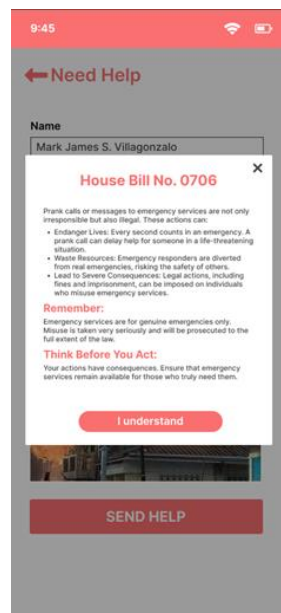 9:45
Need Help
Name
Mark James S. Villagonzalo
×
House Bill No. 0706
Prank calls or messages to emergency services are not only
irresponsible but also illegal. These actions can:
• Endanger Lives: Every second counts in an emergency. A
prank call can delay help for someone in a life-threatening
situation.
• Waste Resources: Emergency responders are diverted
from real emergencies, risking the safety of others.
• Lead to Severe Consequences: Legal actions, including
fines and imprisonment, can be imposed on individuals
who misuse emergency services.
Remember:
Emergency services are for genuine emergencies only.
Misuse is taken very seriously and will be prosecuted to the
full extent of the law.
Think Before You Act:
Your actions have consequences. Ensure that emergency
services remain available for those who truly need them.
I understand
SEND HELP